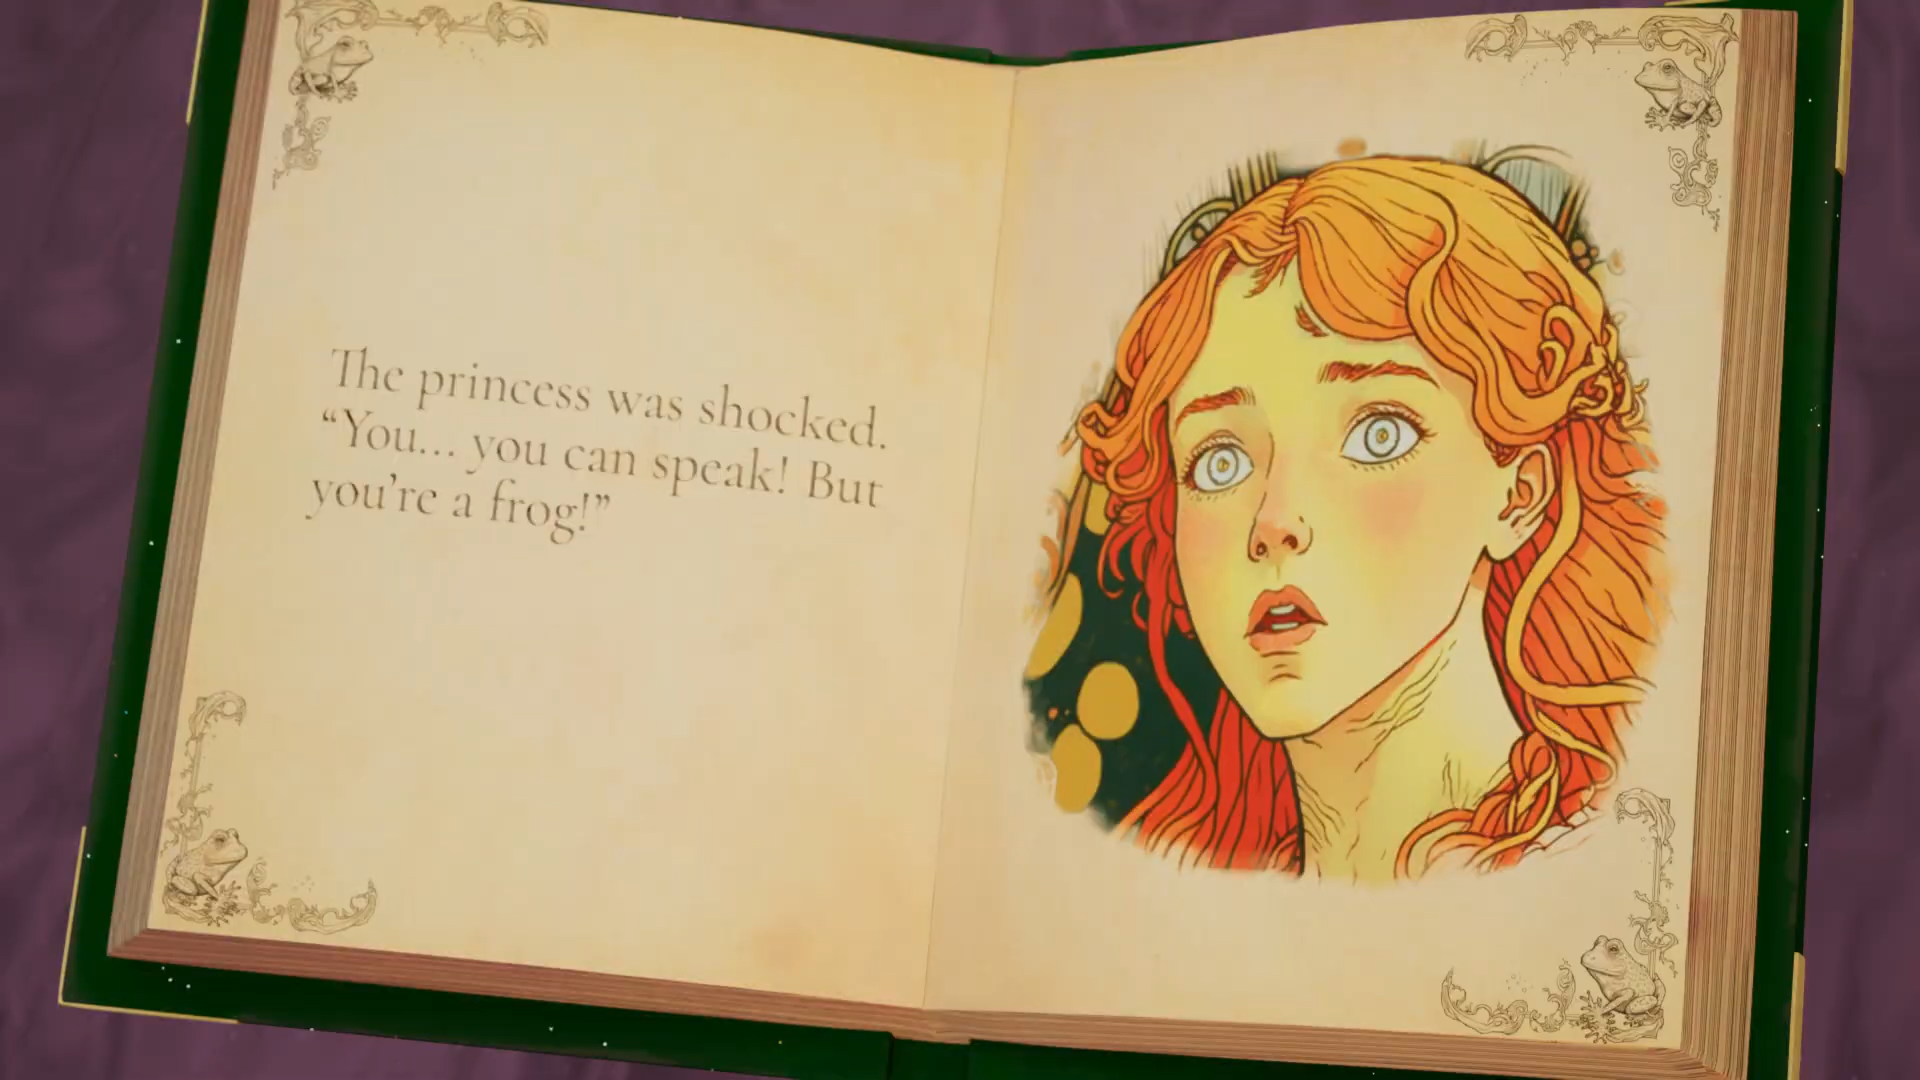 The princess was shocked.
“You... you can speak! But
you’re a frog!”